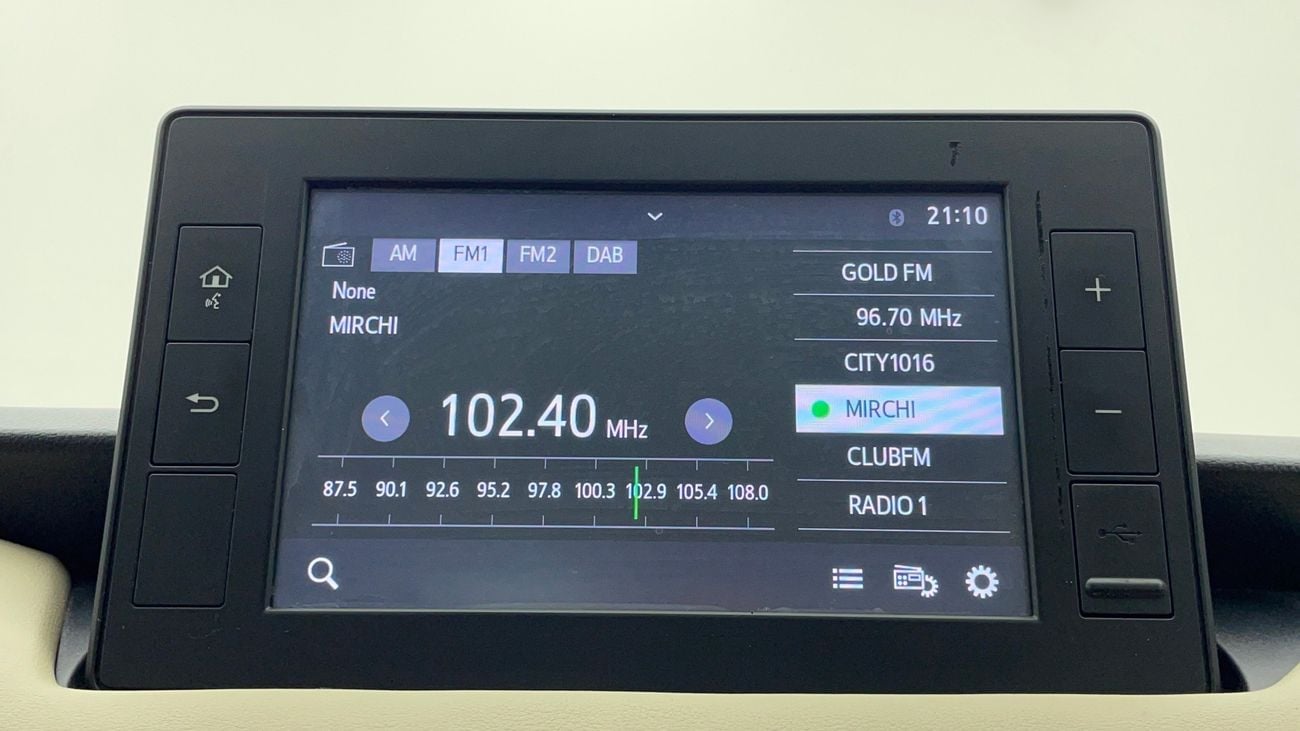 21:10
AM FM1 FM2 DAB
None
MIRCHI
102.40 MHz
87.5 90.1 92.6 95.2 97.8 100.3 102.9 105.4 108.0
GOLD FM
96.70 MHz
CITY1016
MIRCHI
CLUBFM
RADIO 1